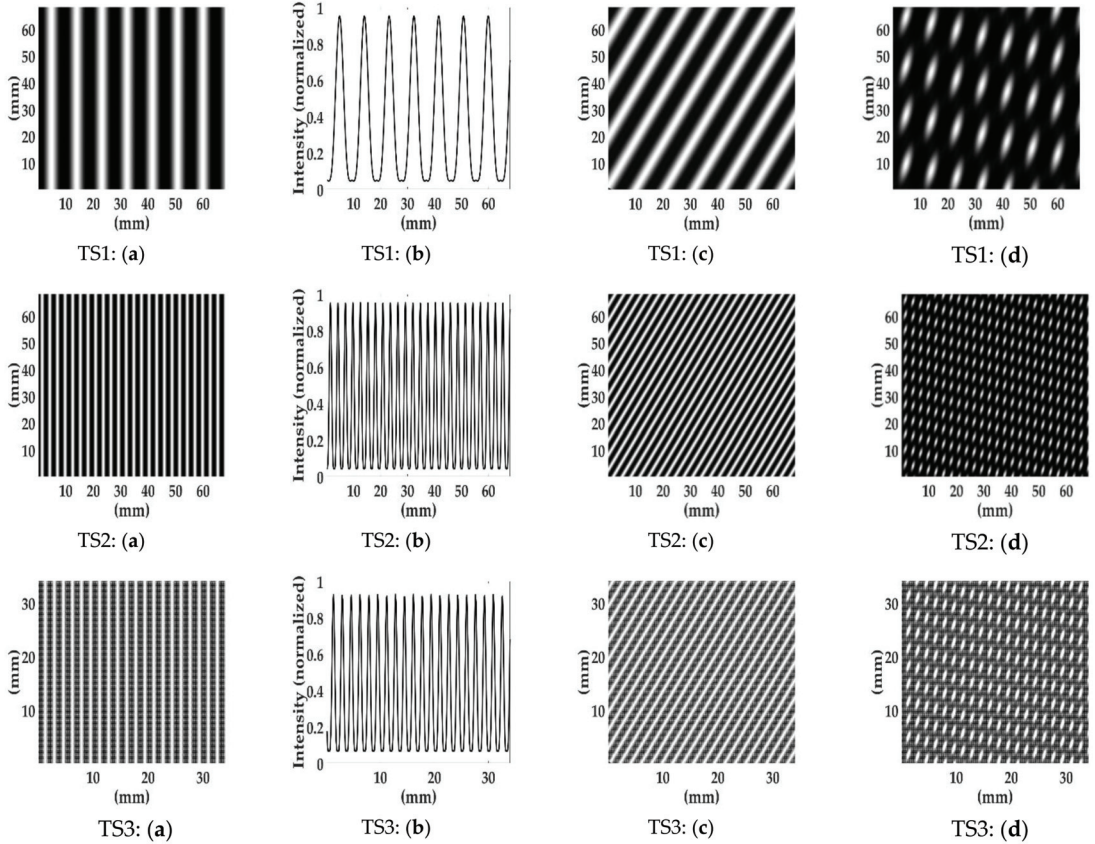 60
50
40
30
20
10
(mm)
10 20 30 40 50 60
(mm)
TS1: (a)
Intensity (normalized)
1
0.8
0.6
0.4
0.2
0
10 20 30 40 50 60
(mm)
TS1: (b)
60
50
40
30
20
10
(mm)
10 20 30 40 50 60
(mm)
TS1: (c)
60
50
40
30
20
10
(mm)
10 20 30 40 50 60
(mm)
TS1: (d)
60
50
40
30
20
10
(mm)
10 20 30 40 50 60
(mm)
TS2: (a)
Intensity (normalized)
1
0.8
0.6
0.4
0.2
0
10 20 30 40 50 60
(mm)
TS2: (b)
60
50
40
30
20
10
(mm)
10 20 30 40 50 60
(mm)
TS2: (c)
60
50
40
30
20
10
(mm)
10 20 30 40 50 60
(mm)
TS2: (d)
30
20
10
(mm)
10 20 30
(mm)
TS3: (a)
Intensity (normalized)
1
0.8
0.6
0.4
0.2
0
10 20 30
(mm)
TS3: (b)
30
20
10
(mm)
10 20 30
(mm)
TS3: (c)
30
20
10
(mm)
10 20 30
(mm)
TS3: (d)